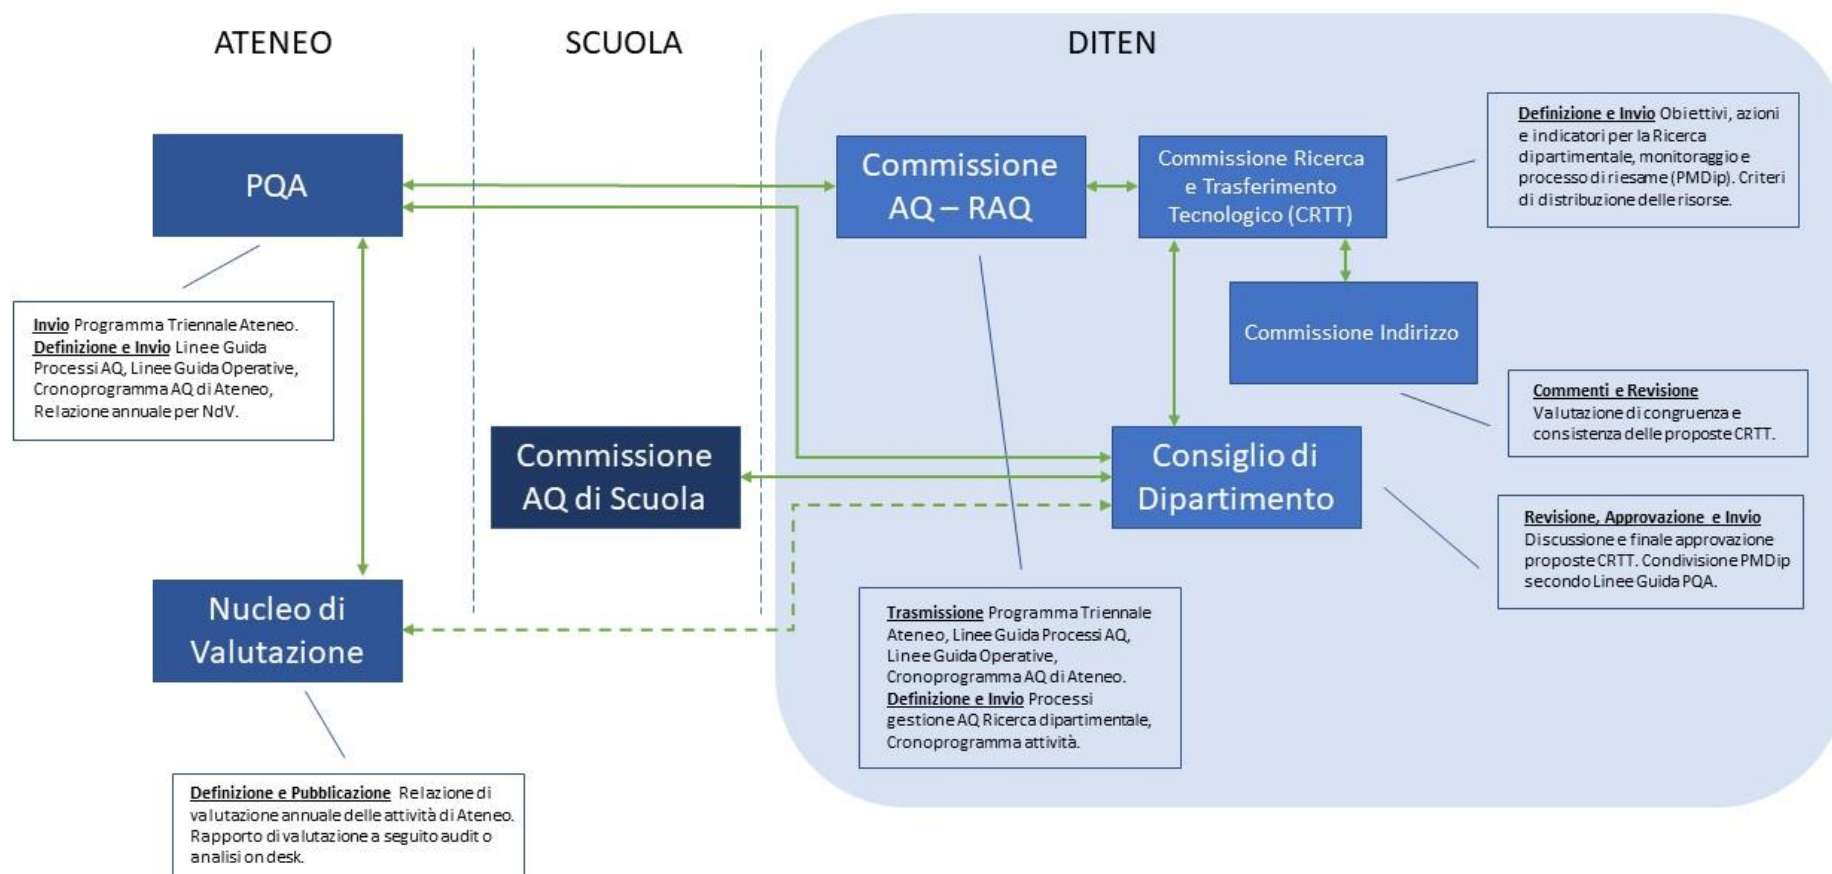 ATENEO
SCUOLA
DITEN
PQA
Commissione
AQ – RAQ
Commissione Ricerca
e Trasferimento
Tecnologico (CRTT)
Definizione e Invio Obiettivi, azioni
e indicatori per la Ricerca
dipartimentale, monitoraggio e
processo di riesame (PMDip). Criteri
di distribuzione delle risorse.
Commissione Indirizzo
Invio Programma Triennale Ateneo.
Definizione e Invio Linee Guida
Processi AQ, Linee Guida Operative,
Cronoprogramma AQ di Ateneo,
Relazione annuale per NdV.
Commenti e Revisione
Valutazione di congruenza e
consistenza delle proposte CRTT.
Commissione
AQ di Scuola
Consiglio di
Dipartimento
Revisione, Approvazione e Invio
Discussione e finale approvazione
proposte CRTT. Condivisione PMDip
secondo Linee Guida PQA.
Nucleo di
Valutazione
Trasmissione Programma Triennale
Ateneo, Linee Guida Processi AQ,
Linee Guida Operative,
Cronoprogramma AQ di Ateneo.
Definizione e Invio Processi
gestione AQ Ricerca dipartimentale,
Cronoprogramma attività.
Definizione e Pubblicazione Relazione di
valutazione annuale delle attività di Ateneo.
Rapporto di valutazione a seguito audit o
analisi on desk.